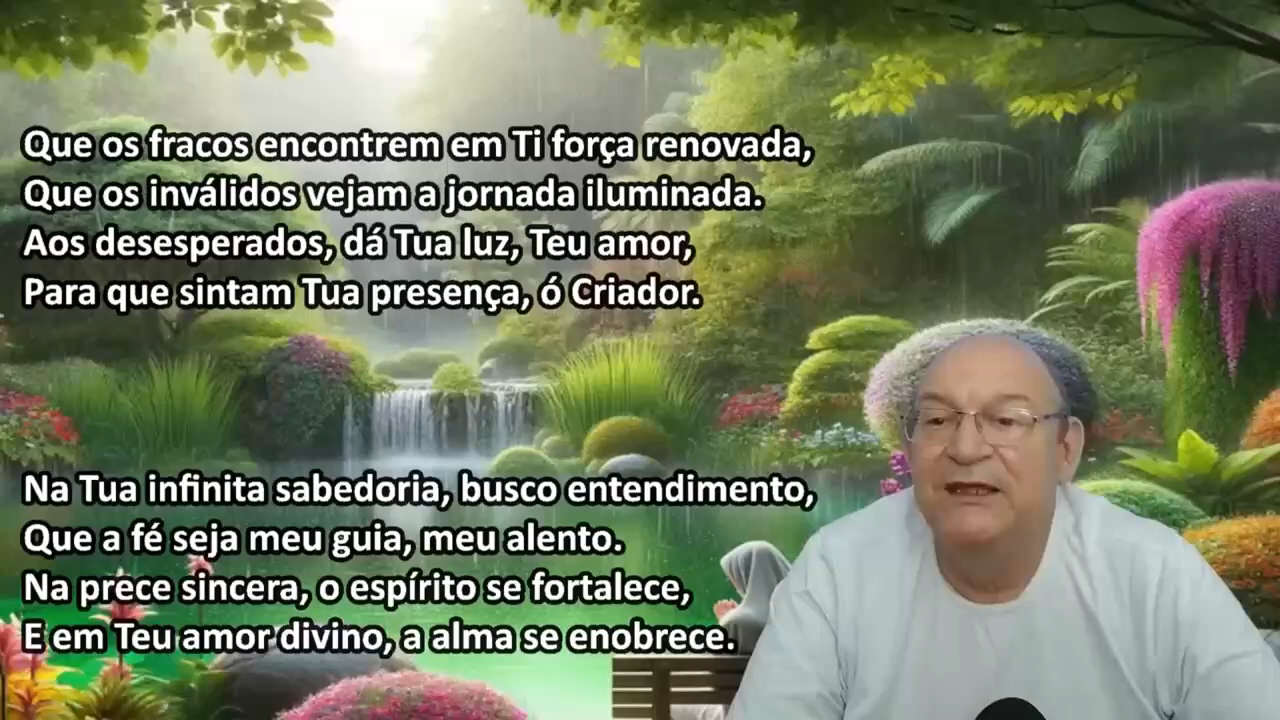 Que os fracos encontrem em Ti força renovada,
Que os inválidos vejam a jornada iluminada.
Aos desesperados, dá Tua luz, Teu amor,
Para que sintam Tua presença, ó Criador.
Na Tua infinita sabedoria, busco entendimento,
Que a fé seja meu guia, meu alento.
Na prece sincera, o espírito se fortalece,
E em Teu amor divino, a alma se enobrece.